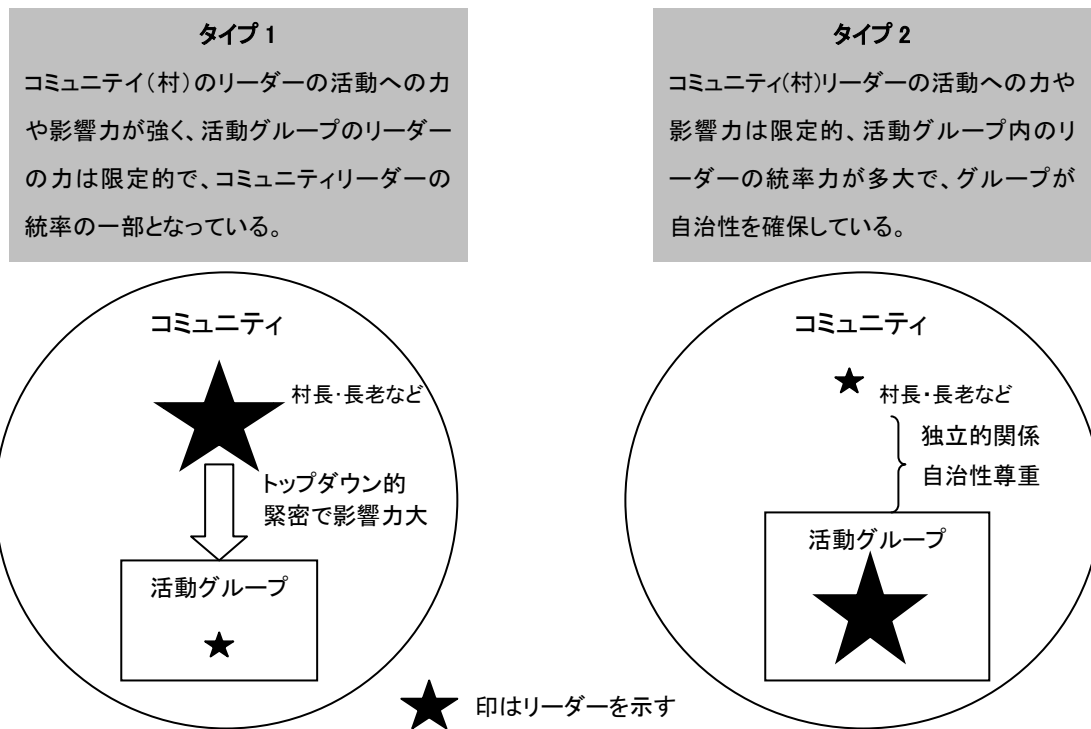 タイプ 1
コミュニテイ（村）のリーダーの活動への力
や影響力が強く、活動グループのリーダー
の力は限定的で、コミュニティリーダーの
統率の一部となっている。
タイプ 2
コミュニティ(村)リーダーの活動への力や
影響力は限定的、活動グループ内のリ
ーダーの統率力が多大で、グループが
自治性を確保している。
コミュニティ
村長・長老など
トップダウン的
緊密で影響力大
活動グループ
コミュニティ
村長・長老など
独立的関係
自治性尊重
活動グループ
印はリーダーを示す